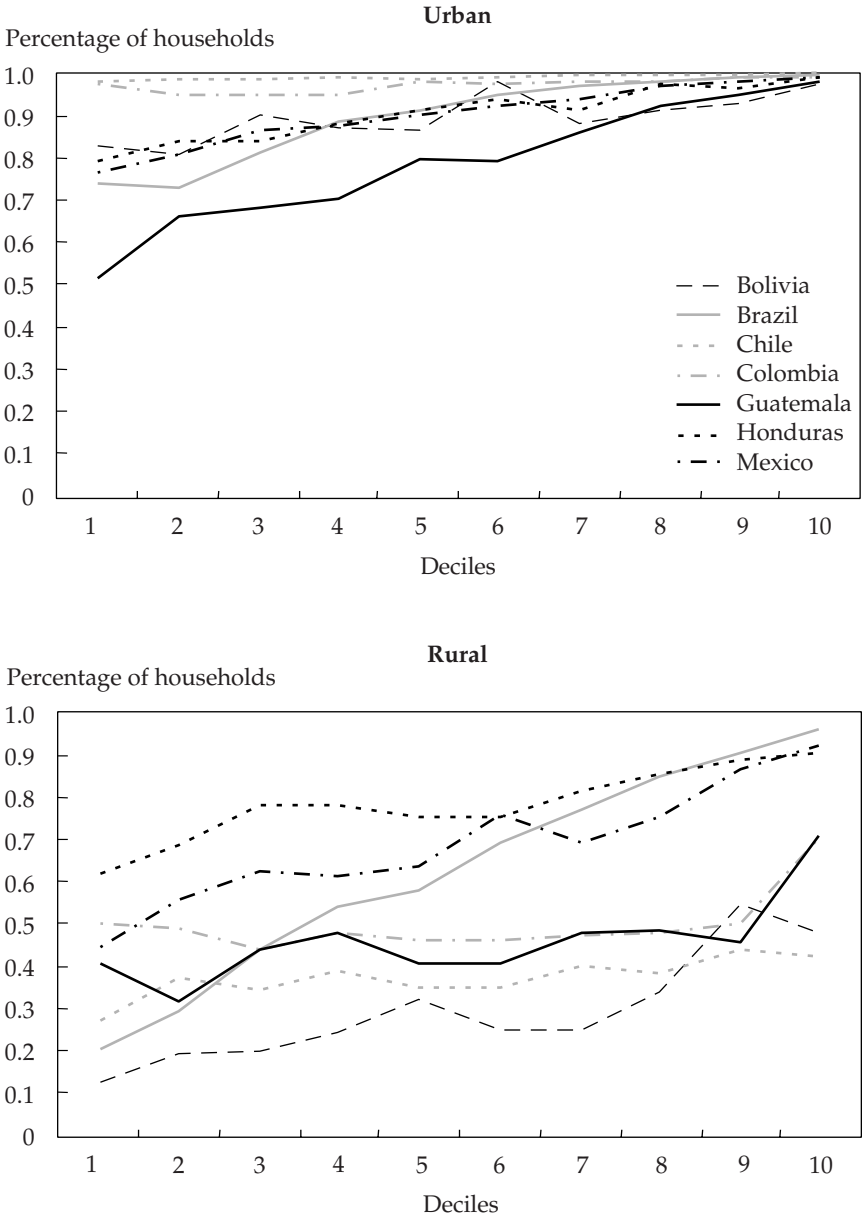 Urban
Percentage of households
1.0
0.9
0.8
0.7
0.6
0.5
0.4
0.3
0.2
0.1
0
Bolivia
Brazil
Chile
Colombia
Guatemala
Honduras
Mexico
1 2 3 4 5 6 7 8 9 10
Deciles
Rural
Percentage of households
1.0
0.9
0.8
0.7
0.6
0.5
0.4
0.3
0.2
0.1
0
1 2 3 4 5 6 7 8 9 10
Deciles